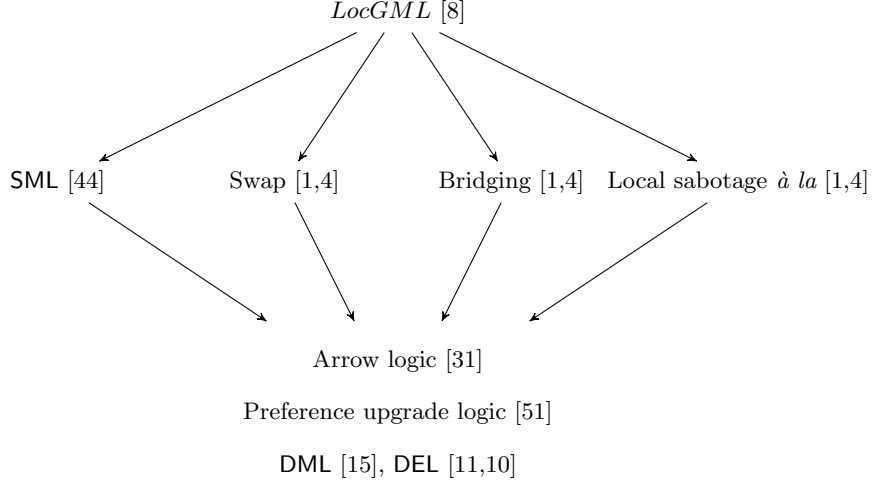 LocGML [8]
SML [44] Swap [1,4] Bridging [1,4] Local sabotage à la [1,4]
Arrow logic [31]
Preference upgrade logic [51]
DML [15], DEL [11,10]